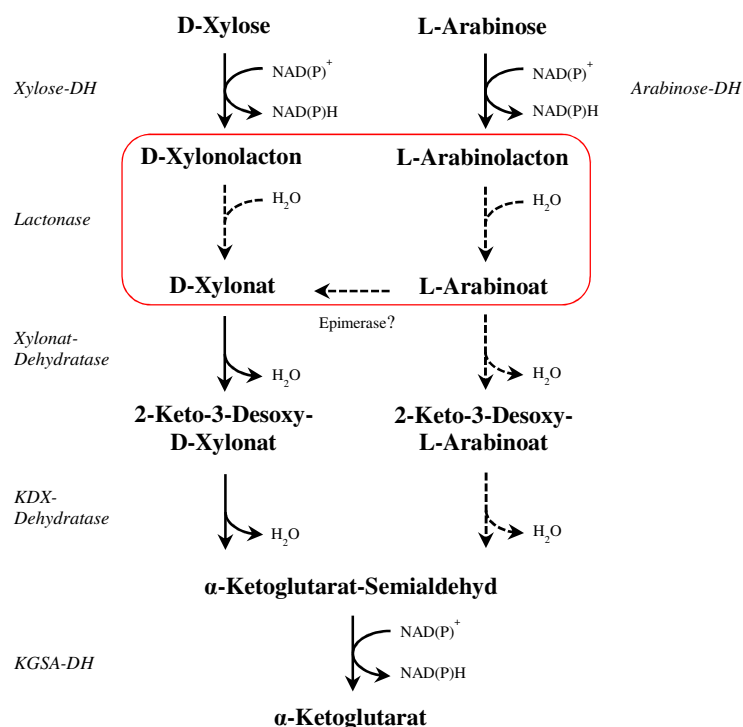 D-Xylose L-Arabinose
NAD(P)+ NAD(P)+
Xylose-DH Arabinose-DH
NAD(P)H NAD(P)H
D-Xylonolacton L-Arabinolacton
H2O H2O
Lactonase
D-Xylonat L-Arabinoat
Epimerase?
Xylonat-
Dehydratase
H2O H2O
2-Keto-3-Desoxy- 2-Keto-3-Desoxy-
D-Xylonat L-Arabinoat
KDX-
Dehydratase
H2O H2O
α-Ketoglutarat-Semialdehyd
NAD(P)+
KGSA-DH
NAD(P)H
α-Ketoglutarat